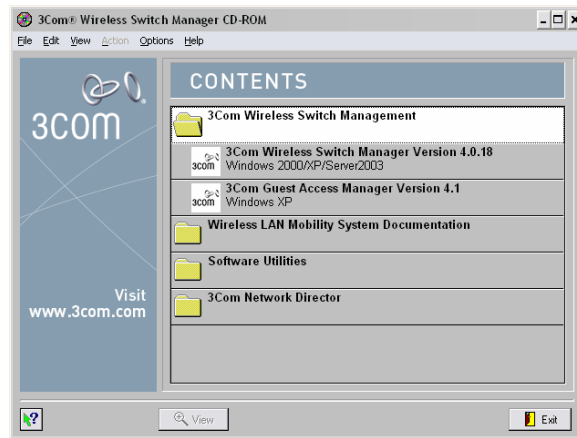 3Com® Wireless Switch Manager CD-ROM
File Edit View Action Options Help
3COM
Visit
www.3com.com
CONTENTS
3Com Wireless Switch Management
3com
3Com Wireless Switch Manager Version 4.0.18
Windows 2000/XP/Server2003
3com
3Com Guest Access Manager Version 4.1
Windows XP
Wireless LAN Mobility System Documentation
Software Utilities
3Com Network Director
?
View
Exit